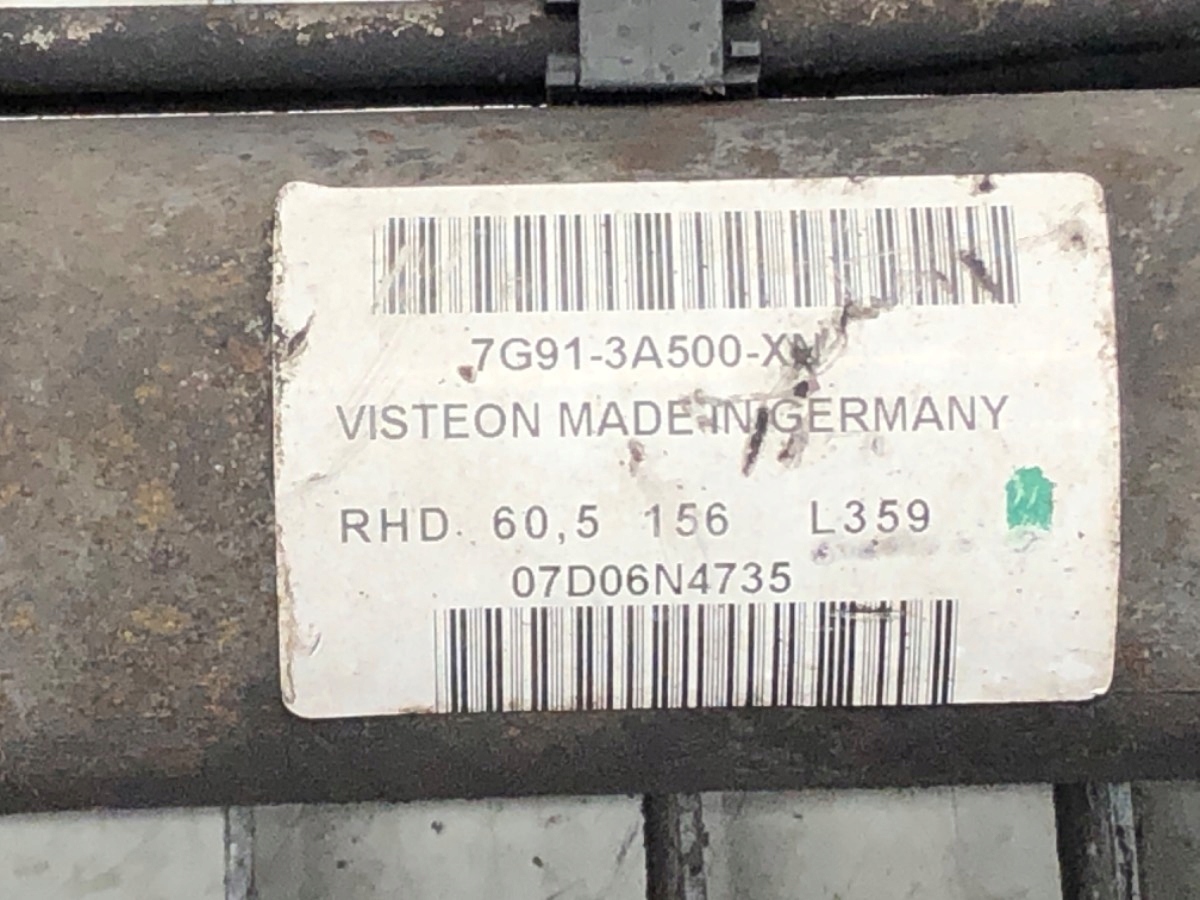 7G91-3A500-XN
VISTEON MADE IN GERMANY
RHD 60,5 156 L359
07D06N4735